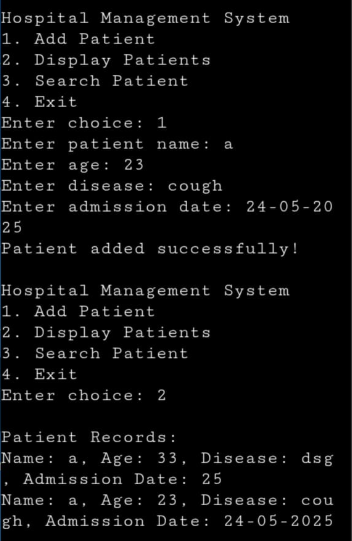 Hospital Management System
1. Add Patient
2. Display Patients
3. Search Patient
4. Exit
Enter choice: 1
Enter patient name: a
Enter age: 23
Enter disease: cough
Enter admission date: 24-05-20
25
Patient added successfully!

Hospital Management System
1. Add Patient
2. Display Patients
3. Search Patient
4. Exit
Enter choice: 2

Patient Records:
Name: a, Age: 33, Disease: dsg
, Admission Date: 25
Name: a, Age: 23, Disease: cou
gh, Admission Date: 24-05-2025